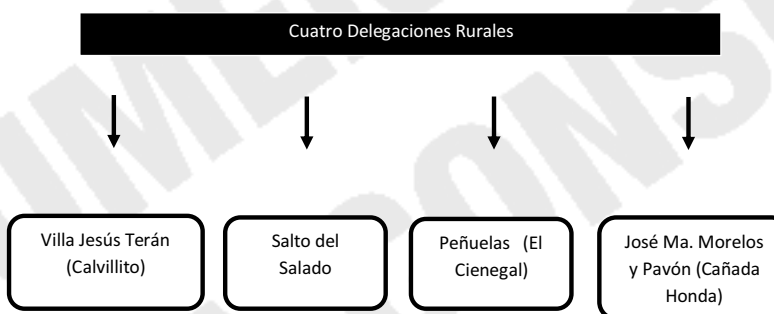 Cuatro Delegaciones Rurales
Villa Jesús Terán
(Calvillito)
Salto del
Salado
Peñuelas (El
Cienegal)
José Ma. Morelos
y Pavón (Cañada
Honda)